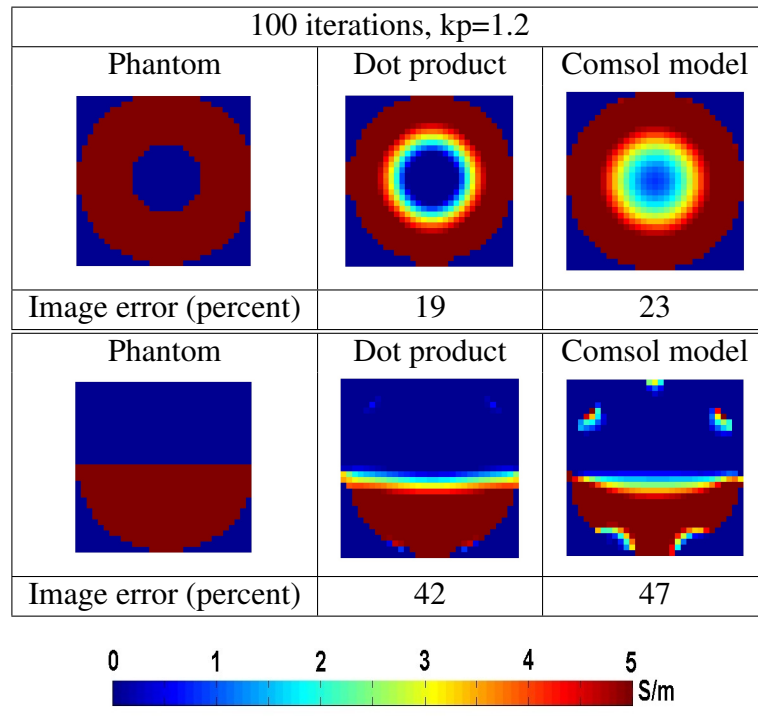 100 iterations, kp=1.2
Phantom Dot product Comsol model
Image error (percent) 19 23
Phantom Dot product Comsol model
Image error (percent) 42 47
0 1 2 3 4 5
S/m